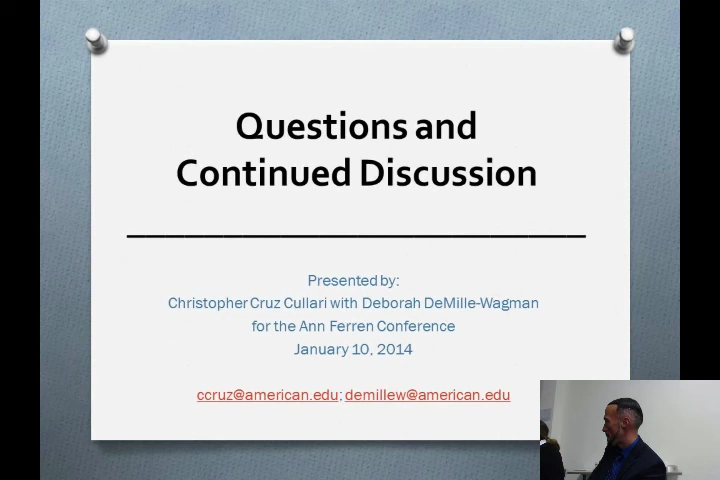 Questions and
Continued Discussion
Presented by:
Christopher Cruz Cullari with Deborah DeMille-Wagman
for the Ann Ferren Conference
January 10, 2014
ccruz@american.edu; demillew@american.edu